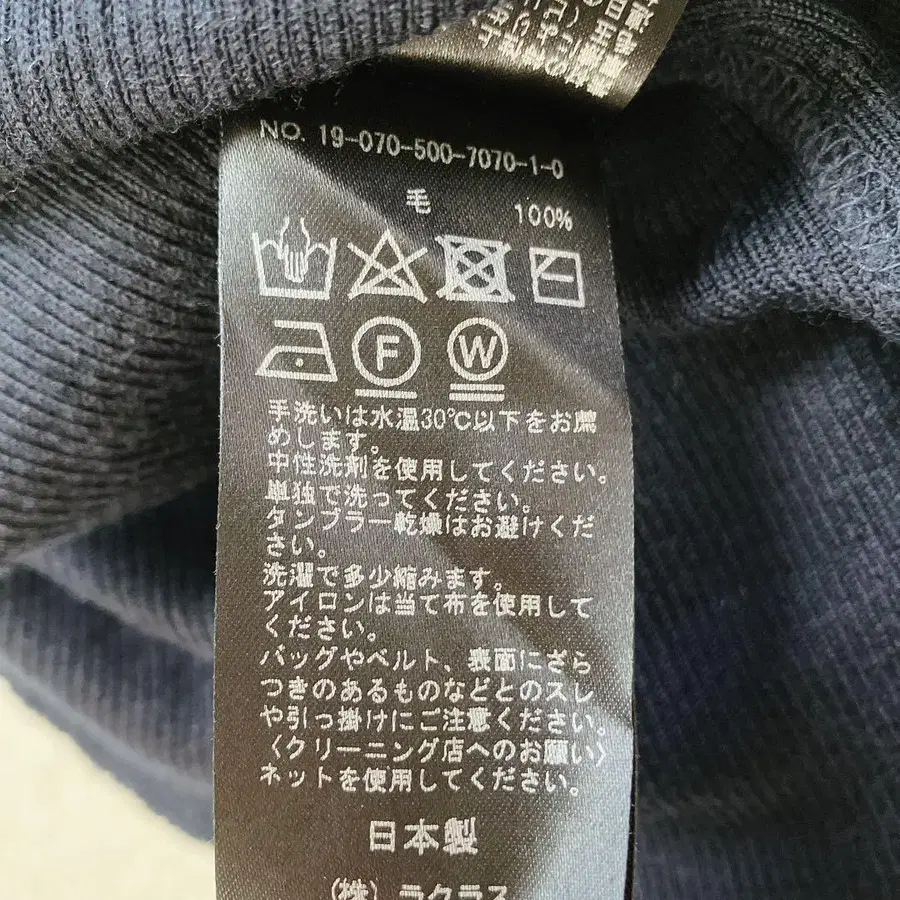 NO. 19-070-500-7070-1-0
毛 100%
F W
手洗いは水温30℃以下をお薦
めします。
中性洗剤を使用してください。
単独で洗ってください。
タンブラー乾燥はお避けくだ
さい。
洗濯で多少縮みます。
アイロンは当て布を使用して
ください。
バッグやベルト、表面にざら
つきのあるものなどとのスレ
や引っ掛けにご注意ください。
〈クリーニング店へのお願い〉
ネットを使用してください。
日本製
(株) ラクラス